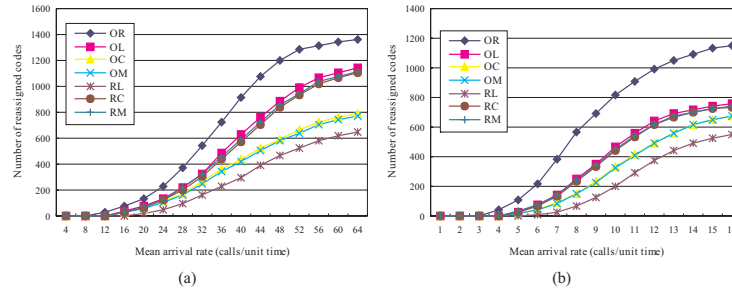 1600
1400
1200
1000
800
600
400
200
0
Number of reassigned codes
OR
OL
OC
OM
RL
RC
RM
4 8 12 16 20 24 28 32 36 40 44 48 52 56 60 64
Mean arrival rate (calls/unit time)
(a)
1400
1200
1000
800
600
400
200
0
Number of reassigned codes
OR
OL
OC
OM
RL
RC
RM
1 2 3 4 5 6 7 8 9 10 11 12 13 14 15
Mean arrival rate (calls/unit time)
(b)